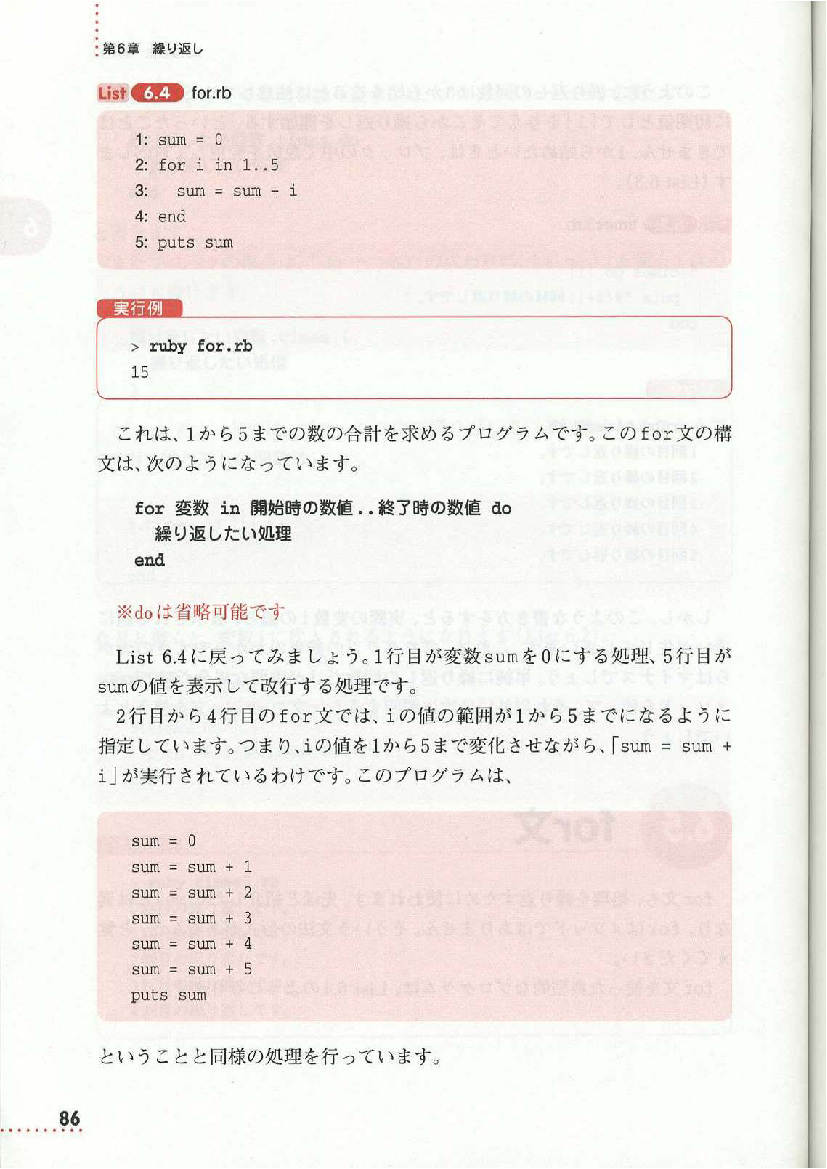 第6章 繰り返し
List 6.4 for.rb
1: sum = 0
2: for i in 1..5
3:   sum = sum + i
4: end
5: puts sum
実行例
> ruby for.rb
15
これは、1から5までの数の合計を求めるプログラムです。このfor文の構
文は、次のようになっています。
for 変数 in 開始時の数値..終了時の数値 do
繰り返したい処理
end
※doは省略可能です
List 6.4に戻ってみましょう。1行目が変数sumを0にする処理、5行目が
sumの値を表示して改行する処理です。
2行目から4行目のfor文では、iの値の範囲が1から5までになるように
指定しています。つまり、iの値を1から5まで変化させながら、「sum = sum +
i」が実行されているわけです。このプログラムは、
sum = 0
sum = sum + 1
sum = sum + 2
sum = sum + 3
sum = sum + 4
sum = sum + 5
puts sum
ということと同様の処理を行っています。
86